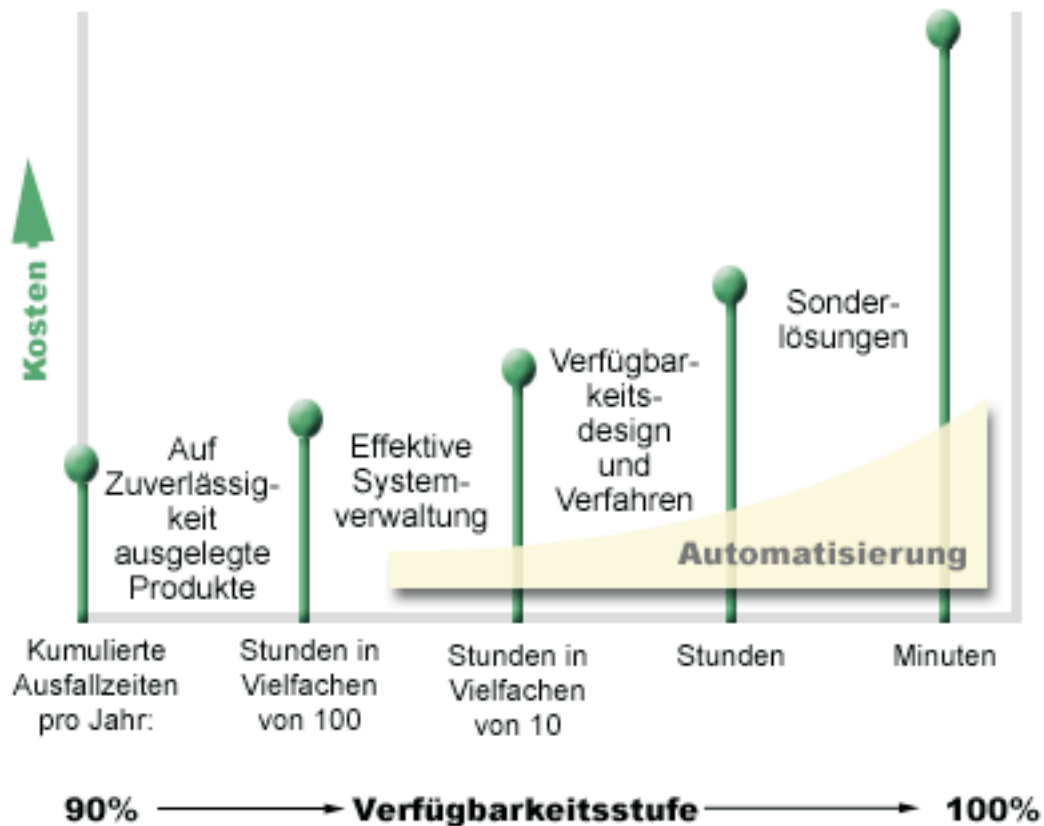 Kosten
Auf
Zuverlässig-
keit
ausgelegte
Produkte
Effektive
System-
verwaltung
Verfügbar-
keits-
design
und
Verfahren
Sonder-
lösungen
Automatisierung
Kumulierte
Ausfallzeiten
pro Jahr:
Stunden in
Vielfachen
von 100
Stunden in
Vielfachen
von 10
Stunden
Minuten
90% Verfügbarkeitsstufe 100%